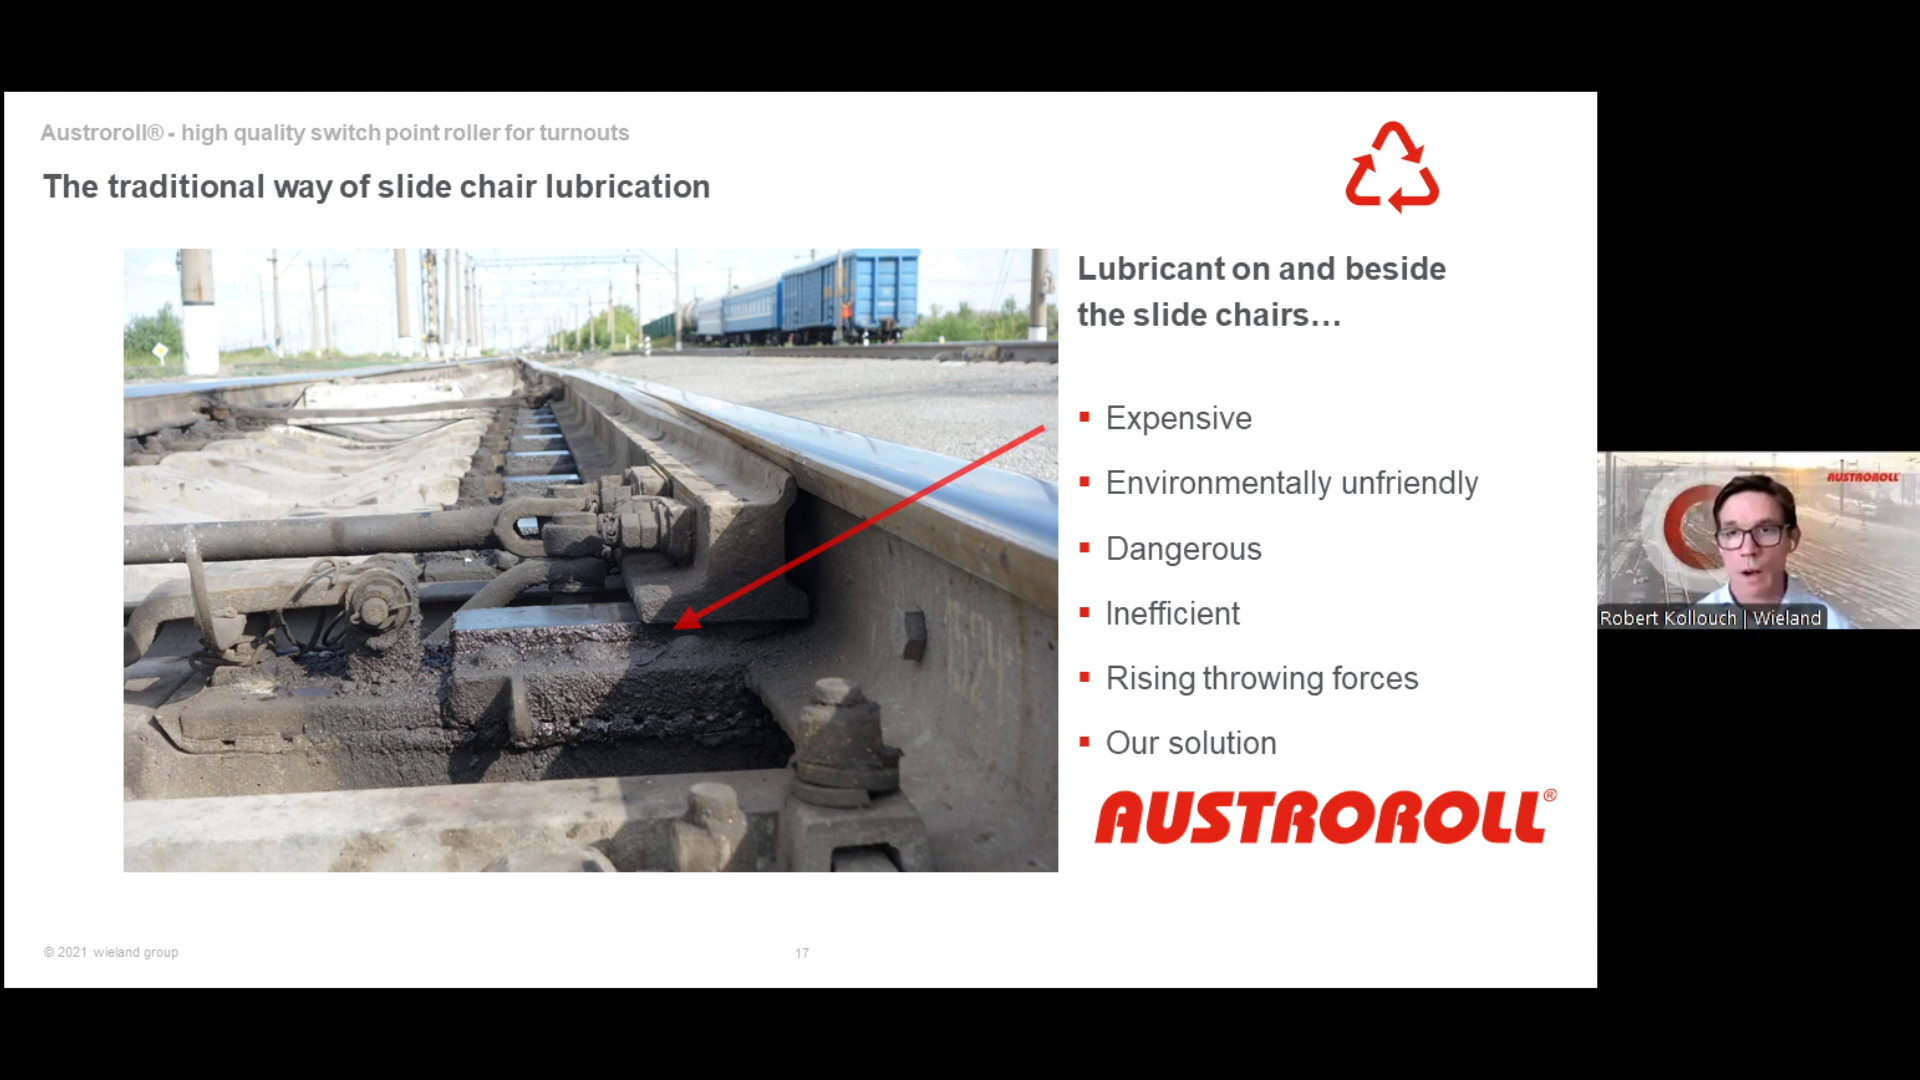 Austroroll® - high quality switch point roller for turnouts
The traditional way of slide chair lubrication
Lubricant on and beside
the slide chairs...
Expensive
Environmentally unfriendly
Dangerous
Inefficient
Rising throwing forces
Our solution
AUSTROROLL®
AUSTROROLL
Robert Kollouch | Wieland
© 2021 wieland group
17